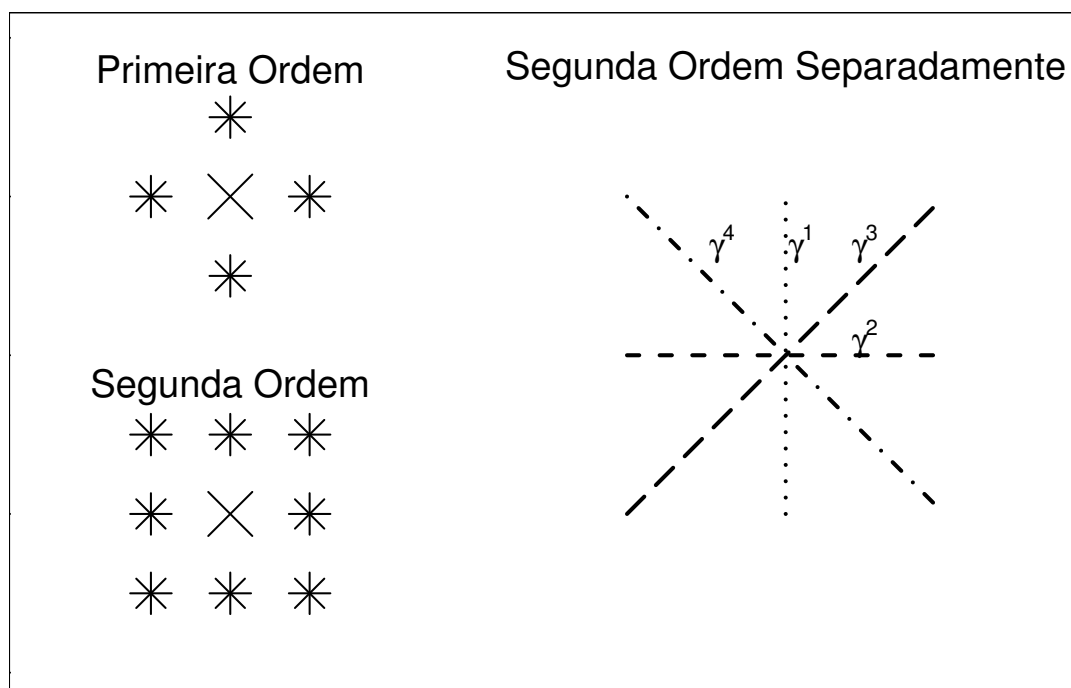 Primeira Ordem
Segunda Ordem
Segunda Ordem Separadamente
γ⁴ γ¹ γ³
γ²